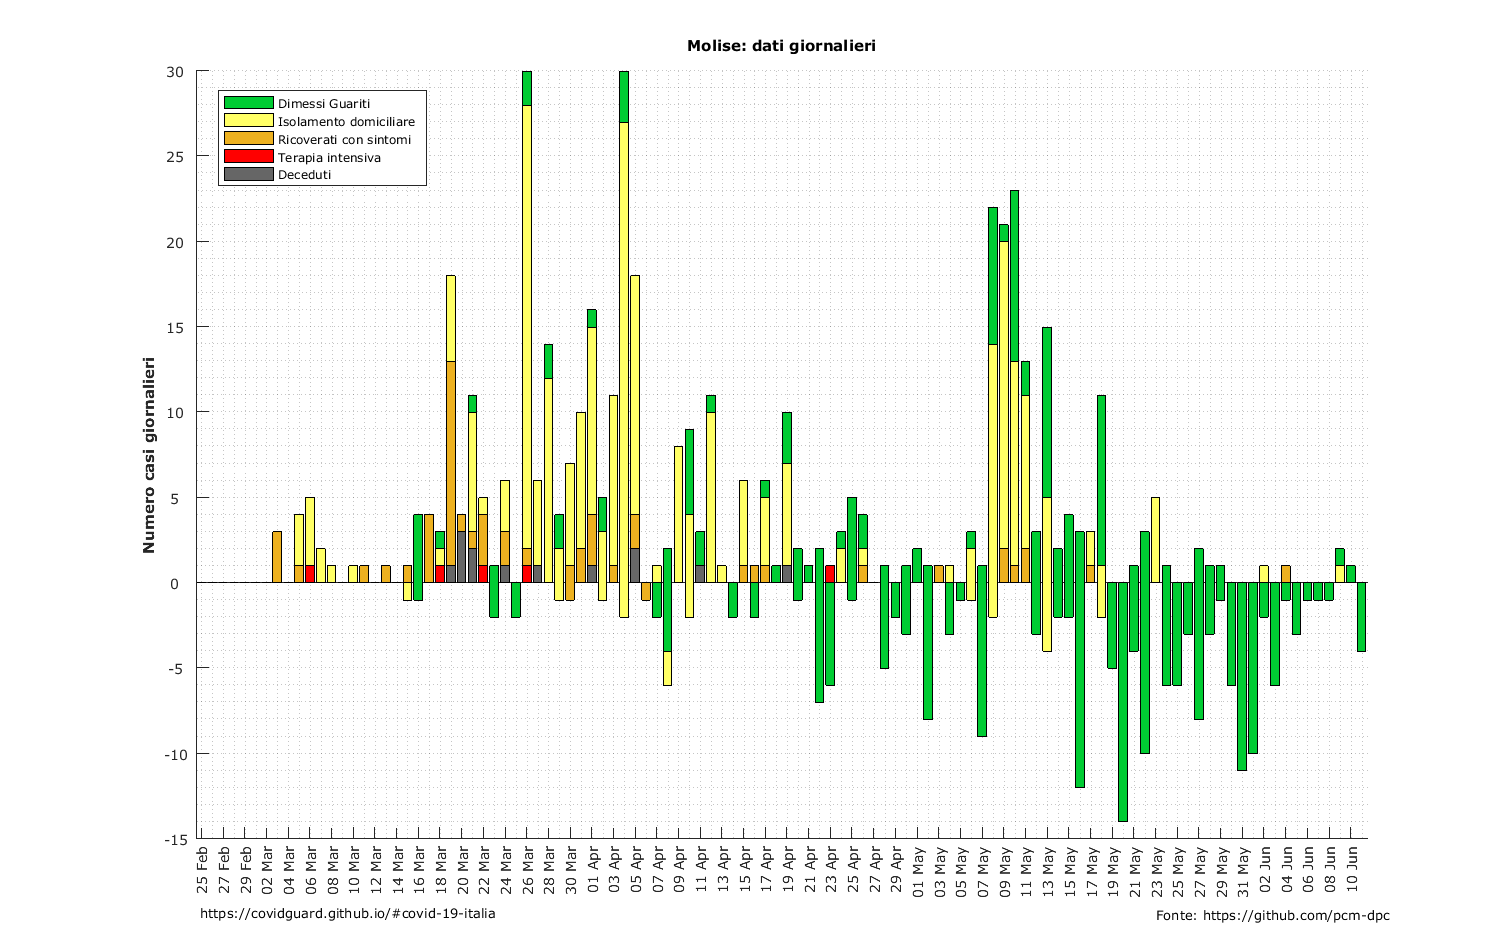 Molise: dati giornalieri
Dimessi Guariti
Isolamento domiciliare
Ricoverati con sintomi
Terapia intensiva
Deceduti
Numero casi giornalieri
30
25
20
15
10
5
0
-5
-10
-15
25 Feb
27 Feb
29 Feb
02 Mar
04 Mar
06 Mar
08 Mar
10 Mar
12 Mar
14 Mar
16 Mar
18 Mar
20 Mar
22 Mar
24 Mar
26 Mar
28 Mar
30 Mar
01 Apr
03 Apr
05 Apr
07 Apr
09 Apr
11 Apr
13 Apr
15 Apr
17 Apr
19 Apr
21 Apr
23 Apr
25 Apr
27 Apr
29 Apr
01 May
03 May
05 May
07 May
09 May
11 May
13 May
15 May
17 May
19 May
21 May
23 May
25 May
27 May
29 May
31 May
02 Jun
04 Jun
06 Jun
08 Jun
10 Jun
https://covidguard.github.io/#covid-19-italia
Fonte: https://github.com/pcm-dpc